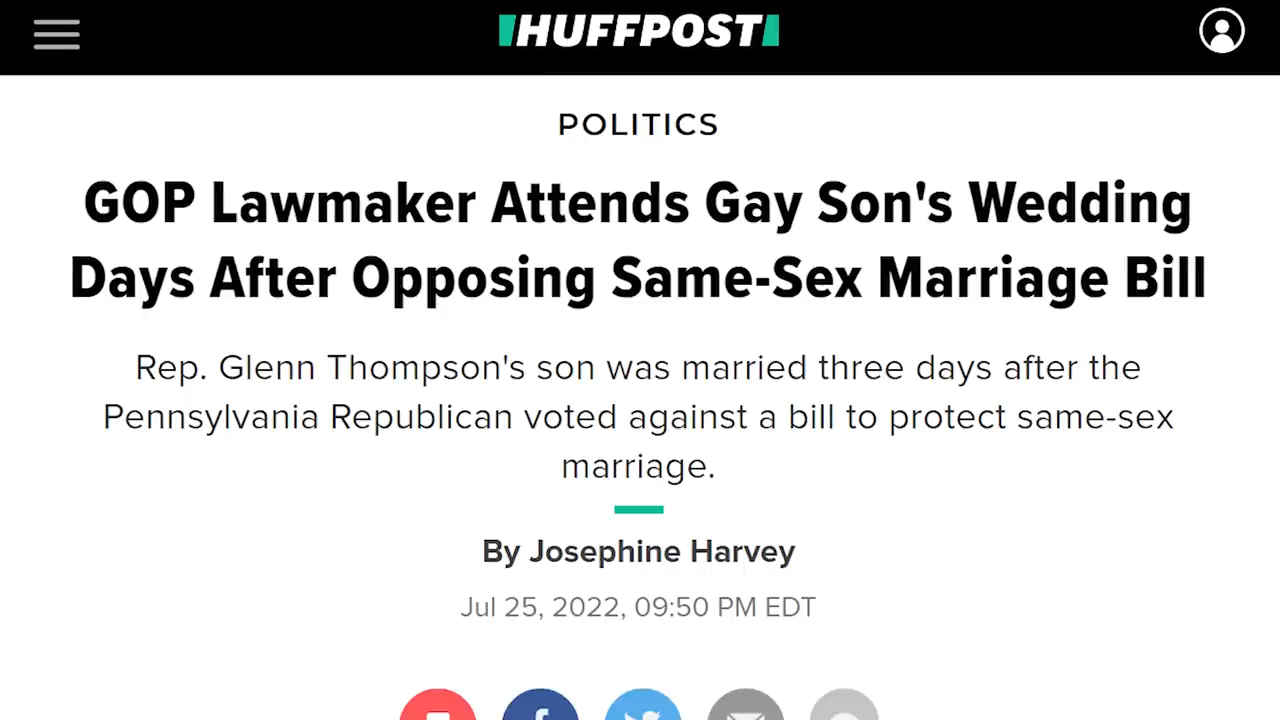 HUFFPOST
POLITICS
GOP Lawmaker Attends Gay Son's Wedding
Days After Opposing Same-Sex Marriage Bill
Rep. Glenn Thompson's son was married three days after the
Pennsylvania Republican voted against a bill to protect same-sex
marriage.
By Josephine Harvey
Jul 25, 2022, 09:50 PM EDT